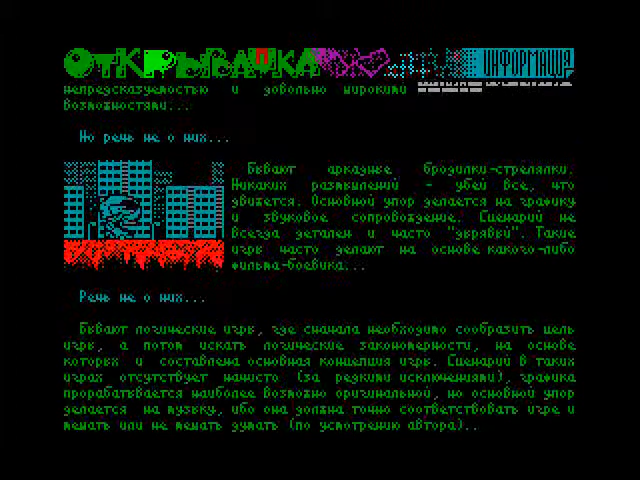 ОТКРЫВАШКА
непредсказуемостью и довольно широкими
возможностями...
Но речь не о них...
Бывают аркадные бродилки-стрелялки.
Никаких размышлений - убей все, что
движется. Основной упор делается на графику
и звуковое сопровождение. Сценарий не
всегда детален и часто "дырявый". Такие
игры часто делают на основе какого-либо
фильма-боевика...
Речь не о них...
Бывают логические игры, где сначала необходимо сообразить цель
игры, а потом искать логические закономерности, на основе
которых и составлена основная концепция игры. Сценарий в таких
играх отсутствует начисто (за редкими исключениями), графика
прорабатывается наиболее возможно оригинальной, но основной упор
делается на музыку, ибо она должна точно соответствовать игре и
мешать или не мешать думать (по усмотрению автора)..